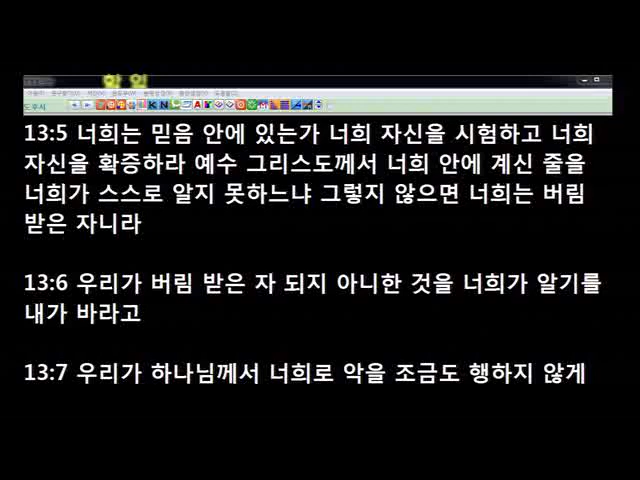 한 인
도후서
K N
A
13:5 너희는 믿음 안에 있는가 너희 자신을 시험하고 너희
자신을 확증하라 예수 그리스도께서 너희 안에 계신 줄을
너희가 스스로 알지 못하느냐 그렇지 않으면 너희는 버림
받은 자니라
13:6 우리가 버림 받은 자 되지 아니한 것을 너희가 알기를
내가 바라고
13:7 우리가 하나님께서 너희로 악을 조금도 행하지 않게